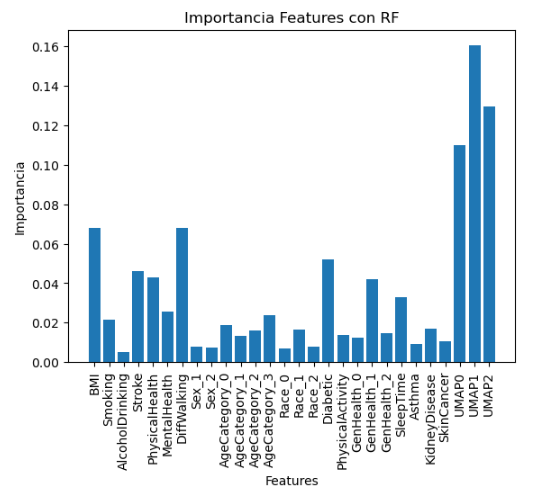 Importancia Features con RF
Importancia
0.16
0.14
0.12
0.10
0.08
0.06
0.04
0.02
0.00
BMI
Smoking
AlcoholDrinking
Stroke
PhysicalHealth
MentalHealth
DiffWalking
Sex_1
Sex_2
AgeCategory_0
AgeCategory_1
AgeCategory_2
AgeCategory_3
Race_0
Race_1
Race_2
Diabetic
PhysicalActivity
GenHealth_0
GenHealth_1
GenHealth_2
SleepTime
Asthma
KidneyDisease
SkinCancer
UMAP0
UMAP1
UMAP2
Features